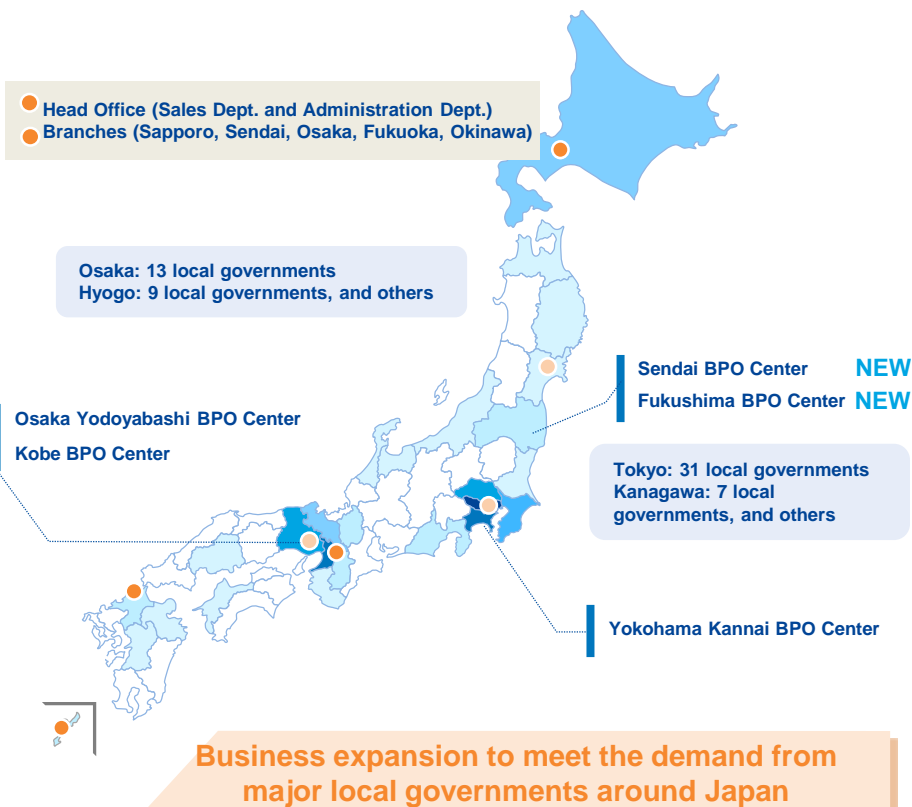 Head Office (Sales Dept. and Administration Dept.)
Branches (Sapporo, Sendai, Osaka, Fukuoka, Okinawa)
Osaka: 13 local governments
Hyogo: 9 local governments, and others
Sendai BPO Center NEW
Fukushima BPO Center NEW
Osaka Yodoyabashi BPO Center
Kobe BPO Center
Tokyo: 31 local governments
Kanagawa: 7 local
governments, and others
Yokohama Kannai BPO Center
Business expansion to meet the demand from
major local governments around Japan